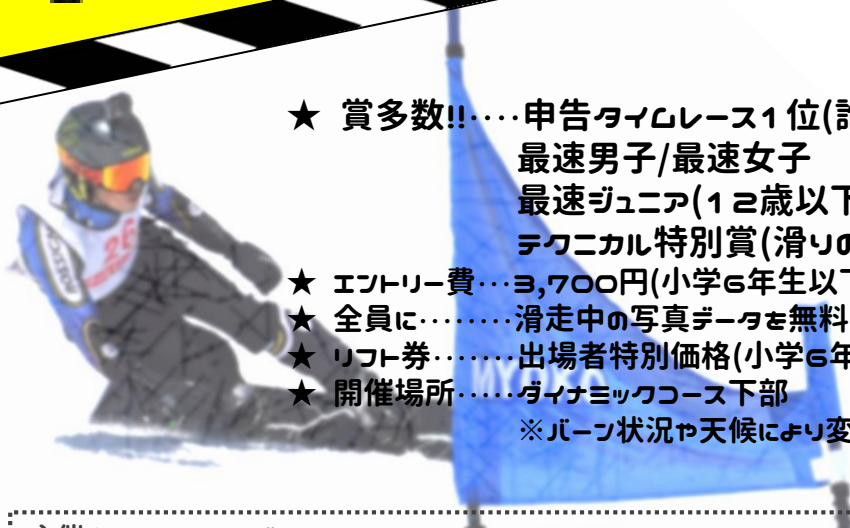 ★ 賞多数!!････申告タイムレース1位(
最速男子/最速女子
最速ジュニア(12歳以下
テクニカル特別賞(滑りの
★ エントリー費･･･3,700円(小学6年生以下
★ 全員に････････滑走中の写真データを無料
★ リフト券･･･････出場者特別価格(小学6年
★ 開催場所･････ダイナミックコース下部
※バーン状況や天候により変
26